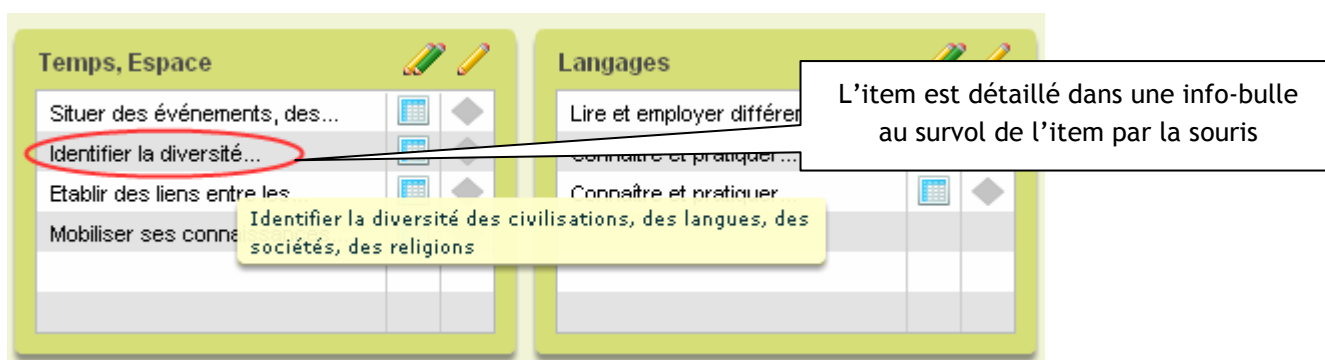 Temps, Espace
Situer des événements, des...
Identifier la diversité...
Etablir des liens entre les...
Mobiliser ses
Identifier la diversité des civilisations, des langues, des
sociétés, des religions
Langages
Lire et employer
Connaître et pratiquer...
Connaître et pratiquer...
L’item est détaillé dans une info-bulle
au survol de l’item par la souris